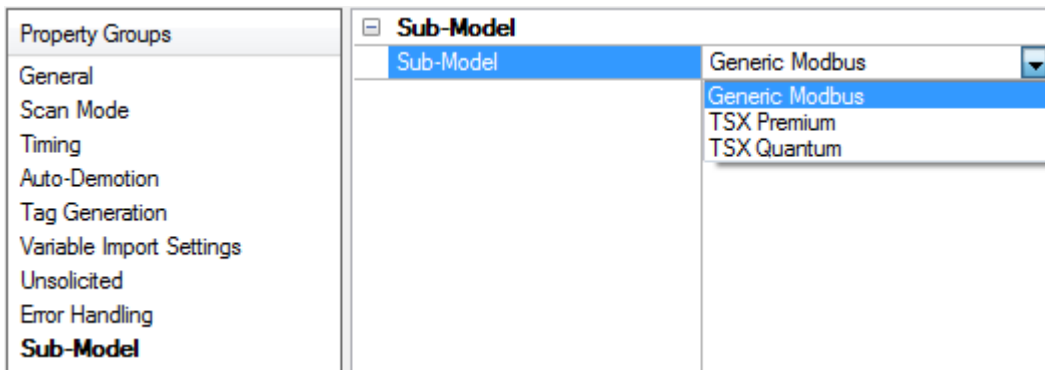 Property Groups
General
Scan Mode
Timing
Auto-Demotion
Tag Generation
Variable Import Settings
Unsolicited
Error Handling
Sub-Model
Sub-Model
Sub-Model Generic Modbus
Generic Modbus
TSX Premium
TSX Quantum